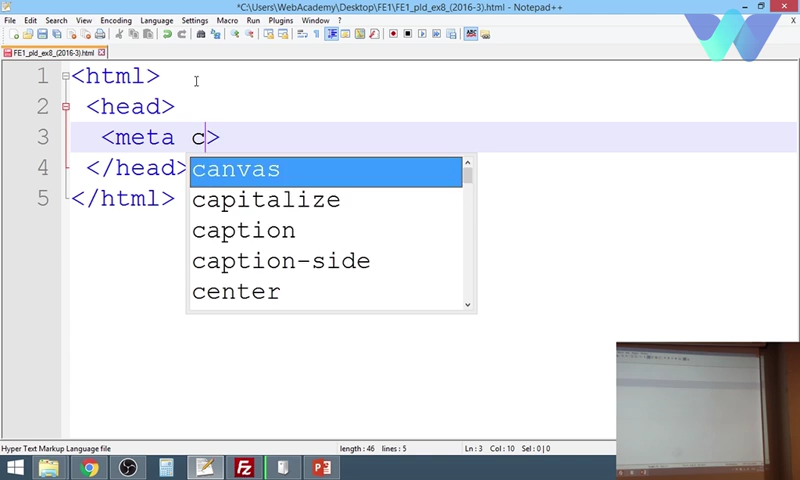 *C:\Users\WebAcademy\Desktop\FE1\FE1_pld_ex8_(2016-3).html - Notepad++
File Edit Search View Encoding Language Settings Macro Run Plugins Window ?
X
FE1_pld_ex8_(2016-3).html
1 <html>
2 <head>
3 <meta c>
4 </head>
5 </html>
canvas
capitalize
caption
caption-side
center
Hyper Text Markup Language file length : 46 lines : 5 Ln : 3 Col : 10 Sel : 0 | 0